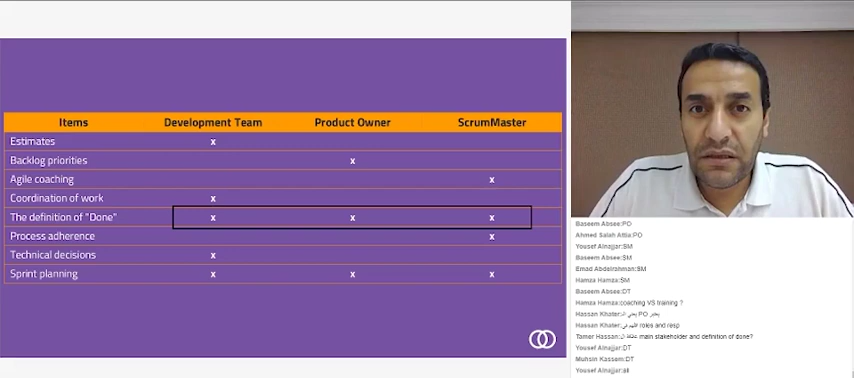 Items Development Team Product Owner ScrumMaster
Estimates x
Backlog priorities x
Agile coaching x
Coordination of work x
The definition of "Done" x x x
Process adherence x
Technical decisions x
Sprint planning x x x
Baseem Absee:PO
Ahmed Salah Attia:PO
Yousef Alnajjar:SM
Baseem Absee:SM
Emad Abdelrahman:SM
Hamza Hamza:SM
Baseem Absee:DT
Hamza Hamza:coaching VS training ?
Hassan Khater: يعني الـ PO يعتبر
Hassan Khater: roles and resp
Tamer Hassan: main stakeholder and definition of done?
Yousef Alnajjar:DT
Muhsin Kassem:DT
Yousef Alnajjar:all